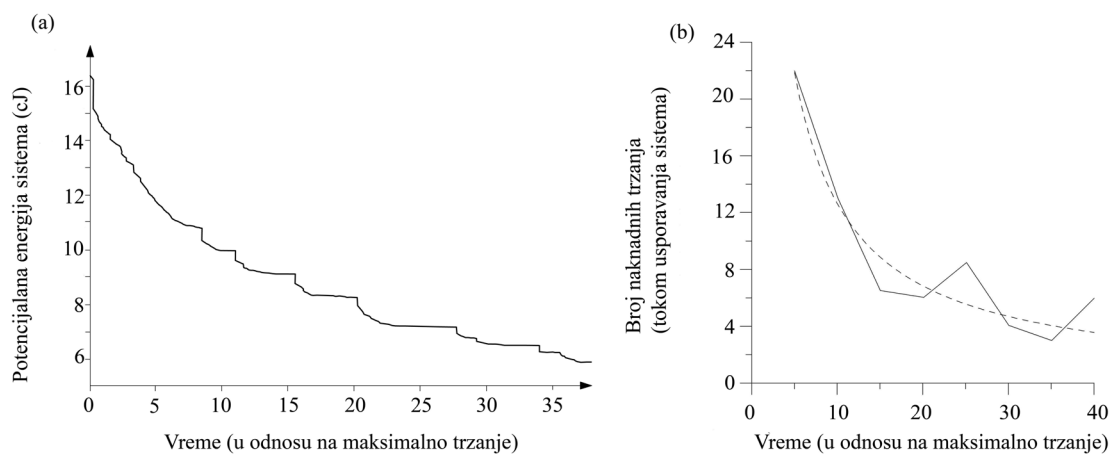 (a)
Potencijalana energija sistema (cJ)
16
14
12
10
8
6
0 5 10 15 20 25 30 35
Vreme (u odnosu na maksimalno trzanje)
(b)
Broj naknadnih trzanja
(tokom usporavanja sistema)
24
20
16
12
8
4
0
0 10 20 30 40
Vreme (u odnosu na maksimalno trzanje)